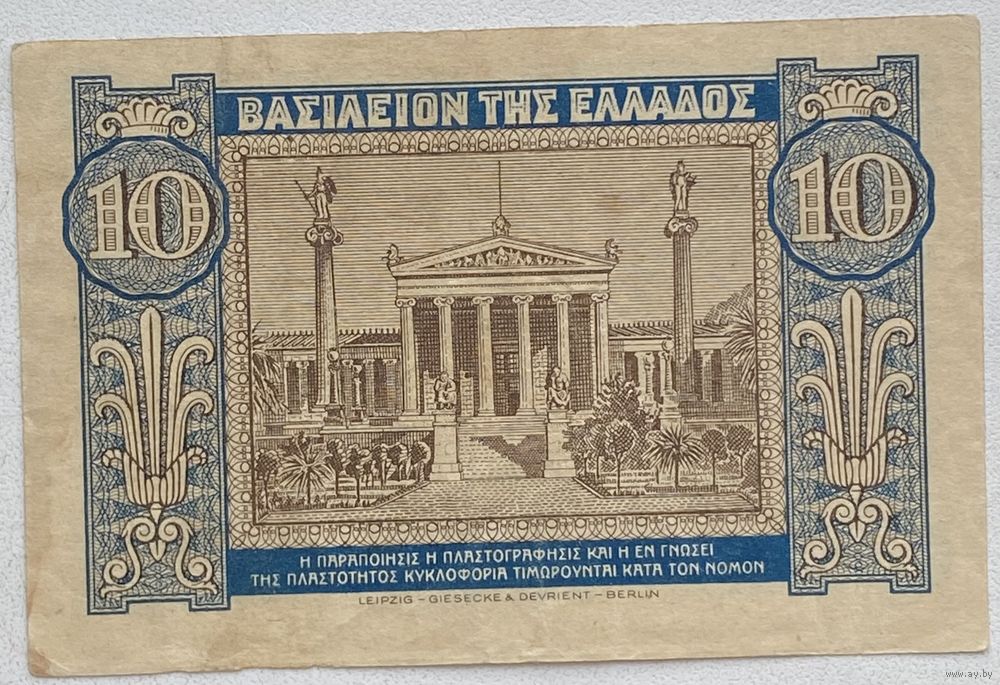 ΒΑΣΙΛΕΙΟΝ ΤΗΣ ΕΛΛΑΔΟΣ
10
10
Η ΠΑΡΑΠΟΙΗΣΙΣ Η ΠΛΑΣΤΟΓΡΑΦΗΣΙΣ ΚΑΙ Η ΕΝ ΓΝΩΣΕΙ
ΤΗΣ ΠΛΑΣΤΟΤΗΤΟΣ ΚΥΚΛΟΦΟΡΙΑ ΤΙΜΩΡΟΥΝΤΑΙ ΚΑΤΑ ΤΟΝ ΝΟΜΟΝ
LEIPZIG – GIESECKE & DEVRIENT – BERLIN
www.ay.by